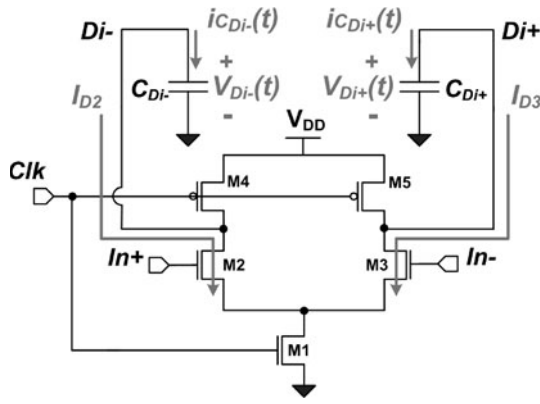 Di- iCDi-(t) iCDi+(t) Di+
+ +
ID2 CDi- VDi-(t) VDi+(t) CDi+ ID3
- -
VDD
Clk M4 M5
In+ M2 M3 In-
M1